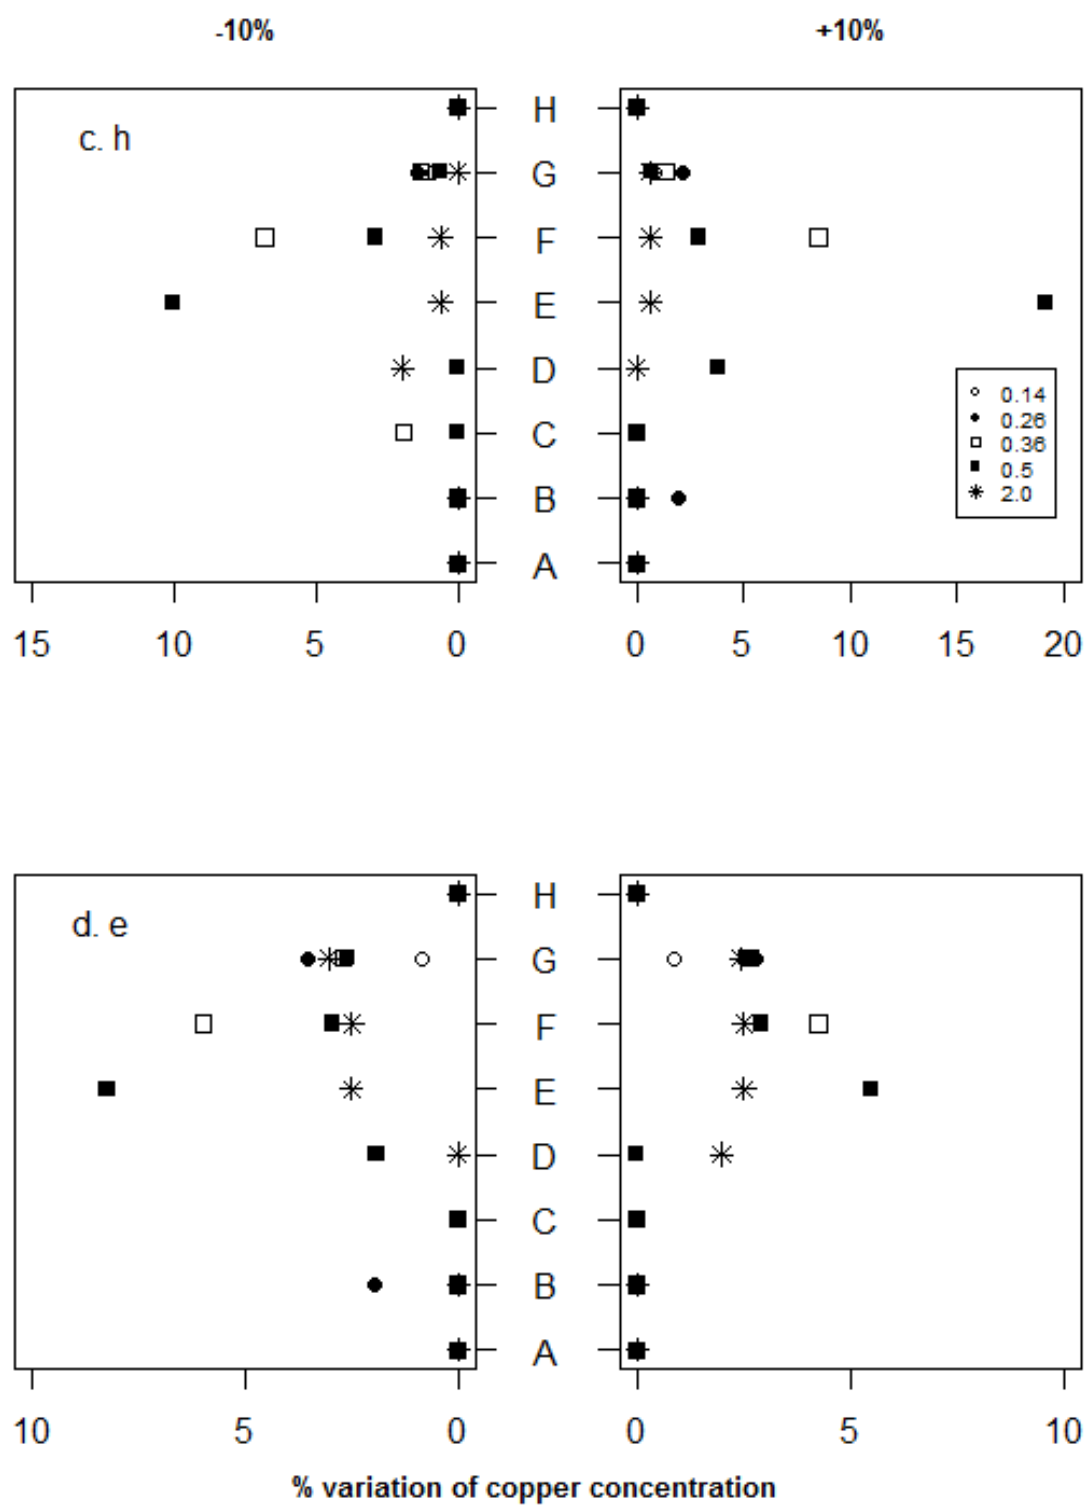 -10% +10%
c. h
H
G
F
E
D
C
B
A
0.14
0.26
0.36
0.5
2.0
15 10 5 0 0 5 10 15 20
d. e
H
G
F
E
D
C
B
A
10 5 0 0 5 10
% variation of copper concentration